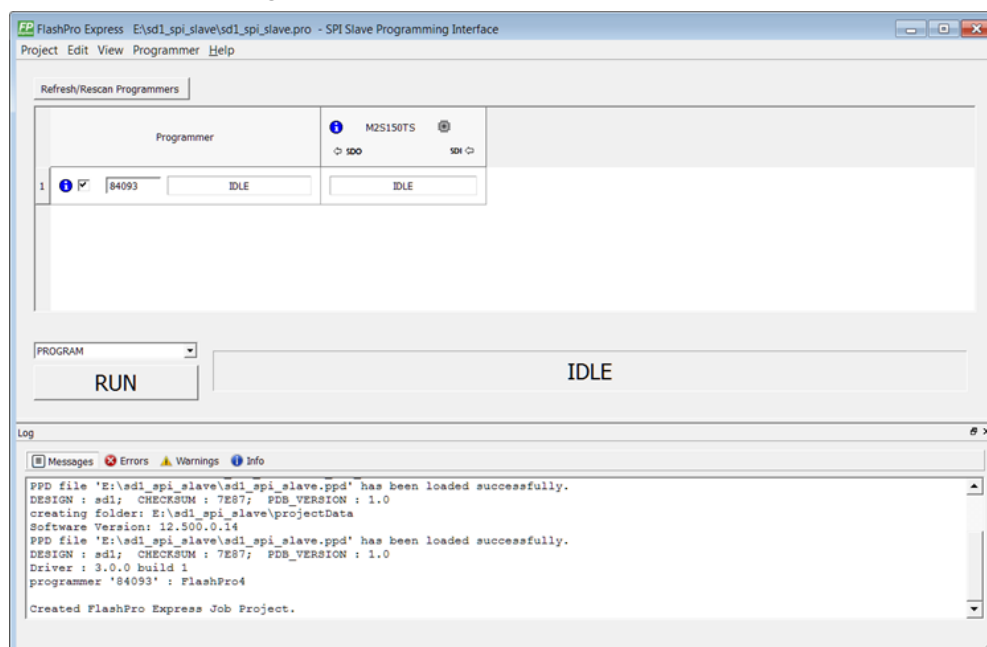 FP FlashPro Express E:\sd1_spi_slave\sd1_spi_slave.pro - SPI Slave Programming Interface
Project Edit View Programmer Help
Refresh/Rescan Programmers
Programmer
M2S150TS
SDO SDI
1 84093 IDLE IDLE
PROGRAM
RUN
IDLE
Log
Messages Errors Warnings Info
PPD file 'E:\sd1_spi_slave\sd1_spi_slave.ppd' has been loaded successfully.
DESIGN : sd1; CHECKSUM : 7E87; PDB_VERSION : 1.0
creating folder: E:\sd1_spi_slave\projectData
Software Version: 12.500.0.14
PPD file 'E:\sd1_spi_slave\sd1_spi_slave.ppd' has been loaded successfully.
DESIGN : sd1; CHECKSUM : 7E87; PDB_VERSION : 1.0
Driver : 3.0.0 build 1
programmer '84093' : FlashPro4
Created FlashPro Express Job Project.